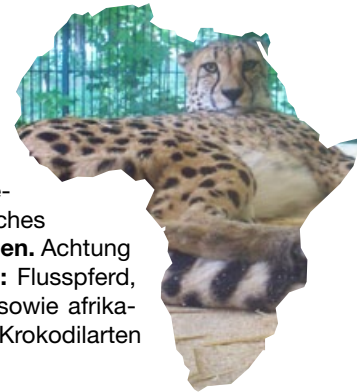 e-
ches
en. Achtung
: Flusspferd,
sowie afrika-
Krokodilarten